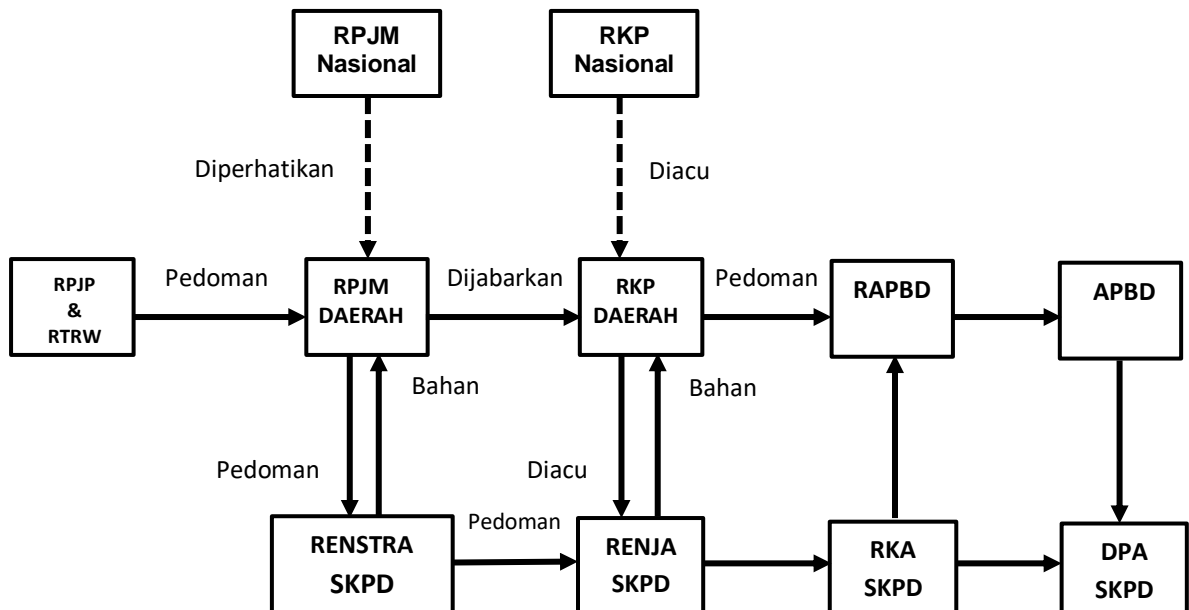 RPJM
Nasional
RKP
Nasional
Diperhatikan
Diacu
RPJP
&
RTRW
Pedoman
RPJM
DAERAH
Dijabarkan
RKP
DAERAH
Pedoman
RAPBD
APBD
Bahan
Bahan
Pedoman
Diacu
RENSTRA
SKPD
Pedoman
RENJA
SKPD
RKA
SKPD
DPA
SKPD